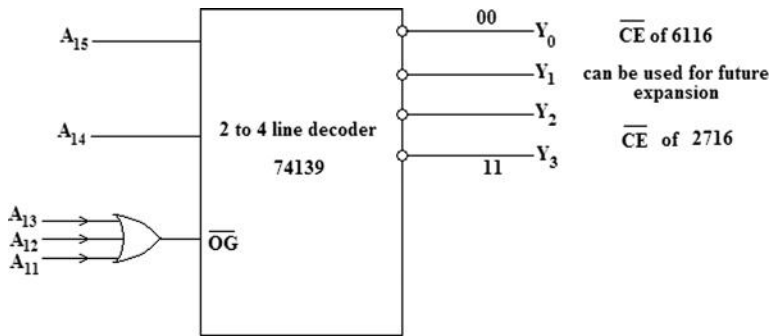 A15
A14
A13
A12
A11
2 to 4 line decoder
74139
OG
00
Y0
CE of 6116
Y1
can be used for future
expansion
Y2
11
Y3
CE of 2716